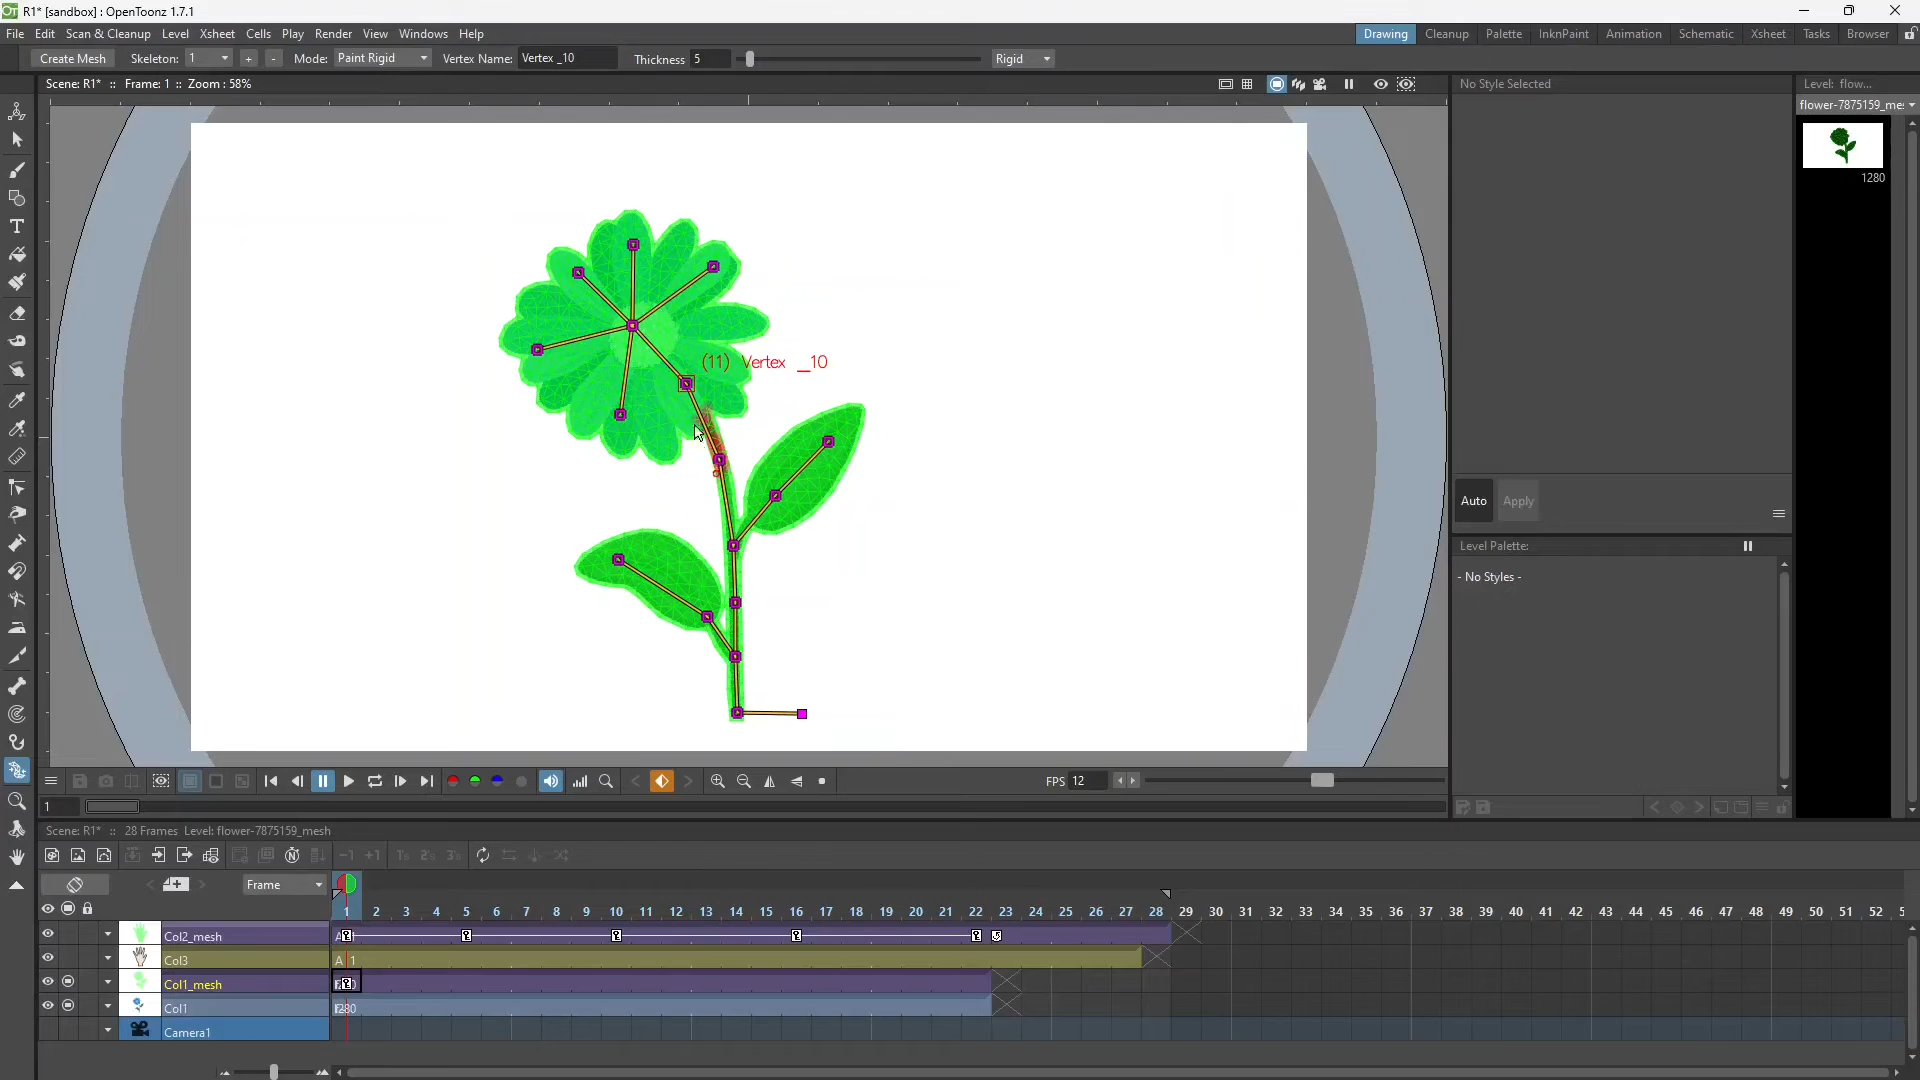 R1* [sandbox] : OpenToonz 1.7.1
File Edit Scan & Cleanup Level Xsheet Cells Play Render View Windows Help
Drawing Cleanup Palette InknPaint Animation Schematic Xsheet Tasks Browser
Create Mesh Skeleton: 1 + - Mode: Paint Rigid Vertex Name: Vertex _10 Thickness 5 Rigid
Scene: R1* :: Frame: 1 :: Zoom : 58%
No Style Selected
Level: flow...
flower-7875159_me
1280
(11) Vertex _10
Auto Apply
Level Palette:
- No Styles -
FPS 12
1
Scene: R1* :: 28 Frames Level: flower-7875159_mesh
-1 +1 1's 2's 3's
Frame
1 2 3 4 5 6 7 8 9 10 11 12 13 14 15 16 17 18 19 20 21 22 23 24 25 26 27 28 29 30 31 32 33 34 35 36 37 38 39 40 41 42 43 44 45 46 47 48 49 50 51 52 5
Col2_mesh
Col3 A 1
Col1_mesh
Col1
Camera1